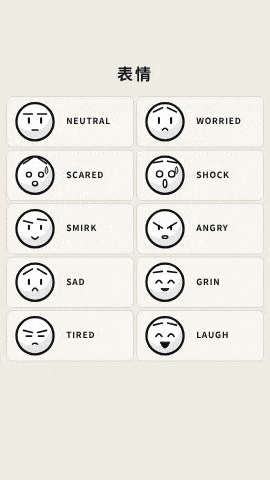 表情
NEUTRAL
WORRIED
SCARED
SHOCK
SMIRK
ANGRY
SAD
GRIN
TIRED
LAUGH